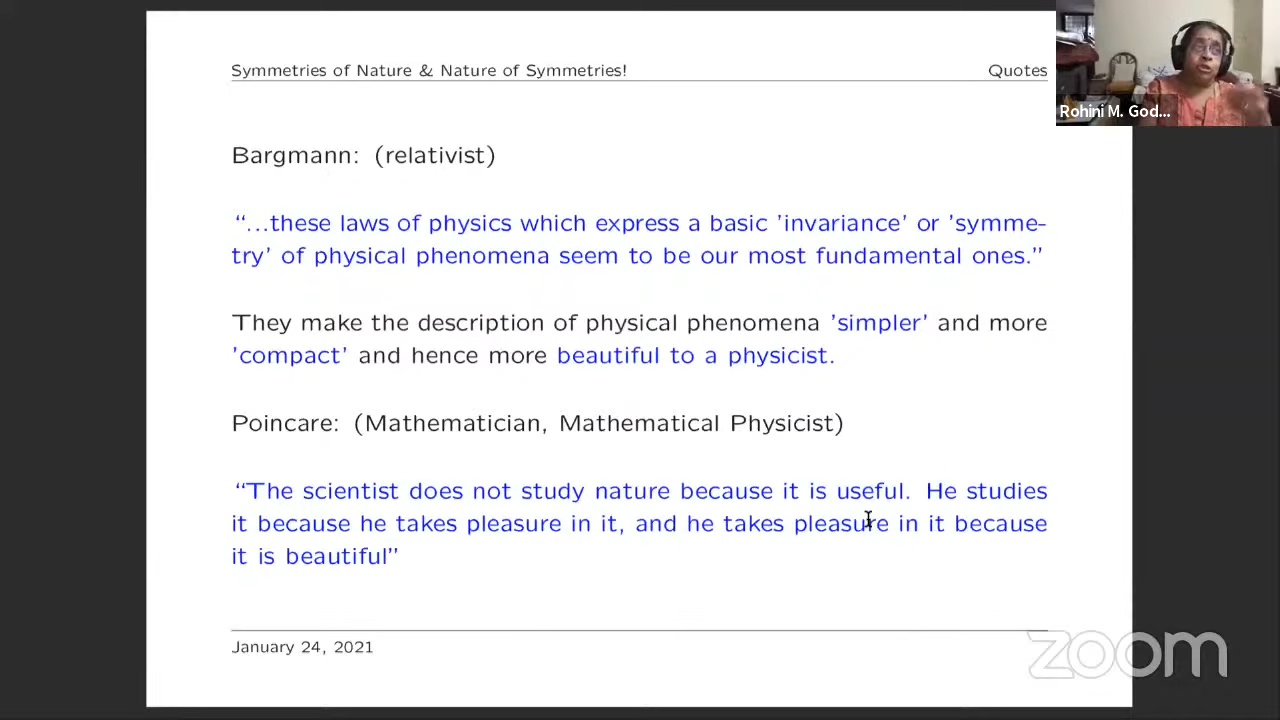 Symmetries of Nature & Nature of Symmetries!
Quotes
Rohini M. God...
Bargmann: (relativist)
“...these laws of physics which express a basic 'invariance' or 'symme-
try' of physical phenomena seem to be our most fundamental ones.”
They make the description of physical phenomena 'simpler' and more
'compact' and hence more beautiful to a physicist.
Poincare: (Mathematician, Mathematical Physicist)
“The scientist does not study nature because it is useful. He studies
it because he takes pleasure in it, and he takes pleasure in it because
it is beautiful”
January 24, 2021
zoom